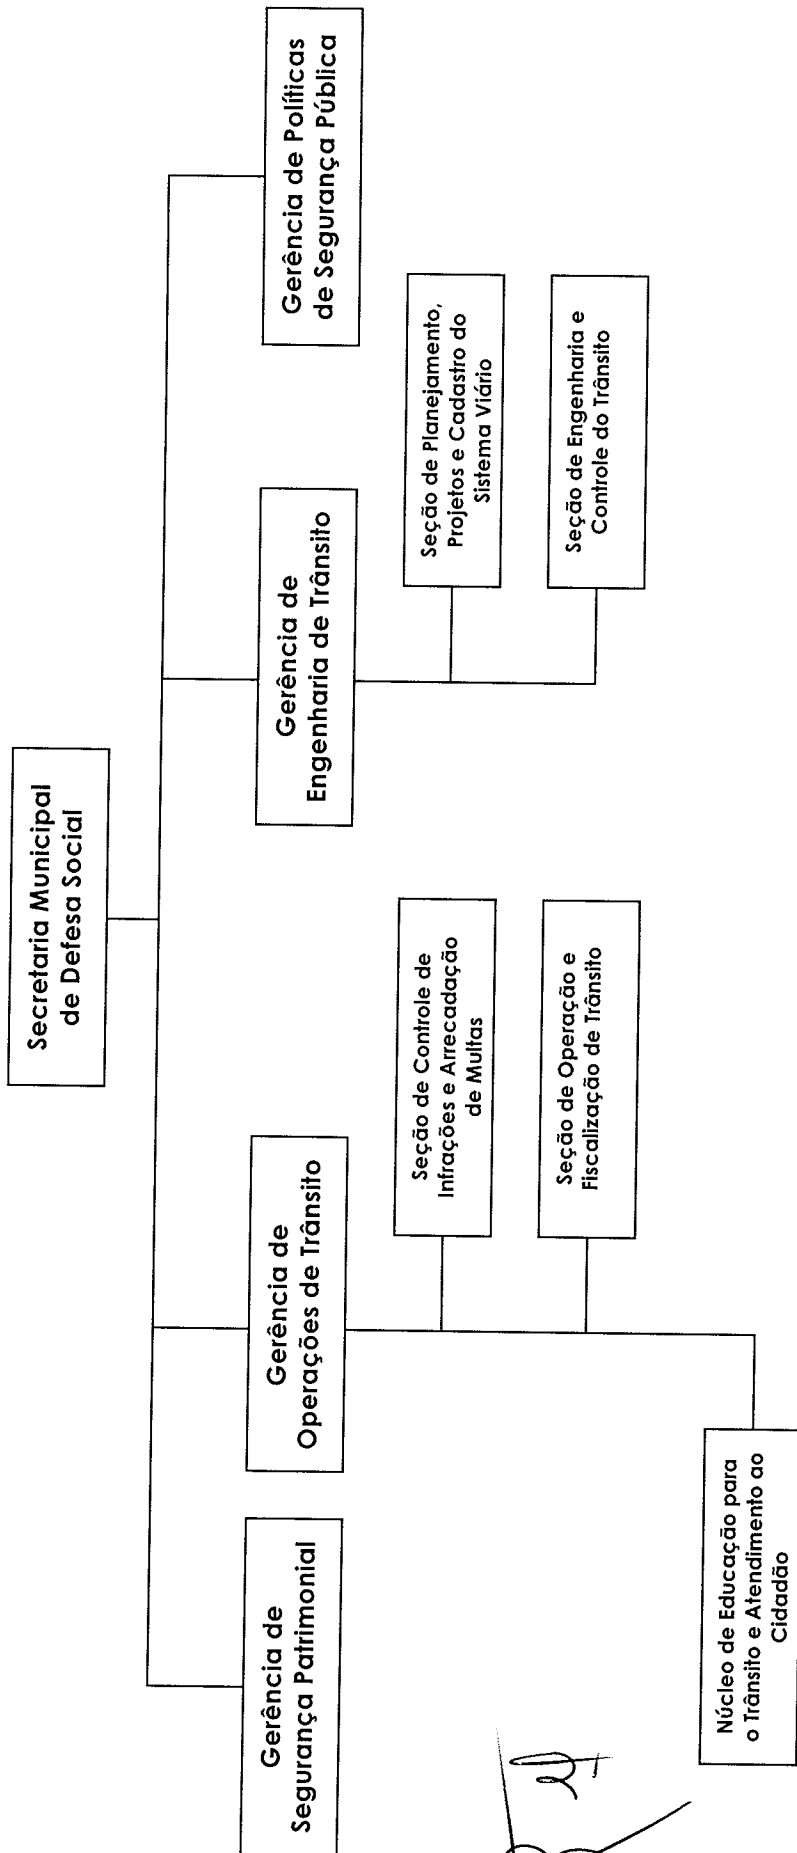 Secretaria Municipal
de Defesa Social
Gerência de
Segurança Patrimonial
Gerência de
Operações de Trânsito
Gerência de
Engenharia de Trânsito
Gerência de Políticas
de Segurança Pública
Seção de Controle de
Infrações e Arrecadação
de Multas
Seção de Operação e
Fiscalização de Trânsito
Núcleo de Educação para
o Trânsito e Atendimento ao
Cidadão
Seção de Planejamento,
Projetos e Cadastro do
Sistema Viário
Seção de Engenharia e
Controle do Trânsito